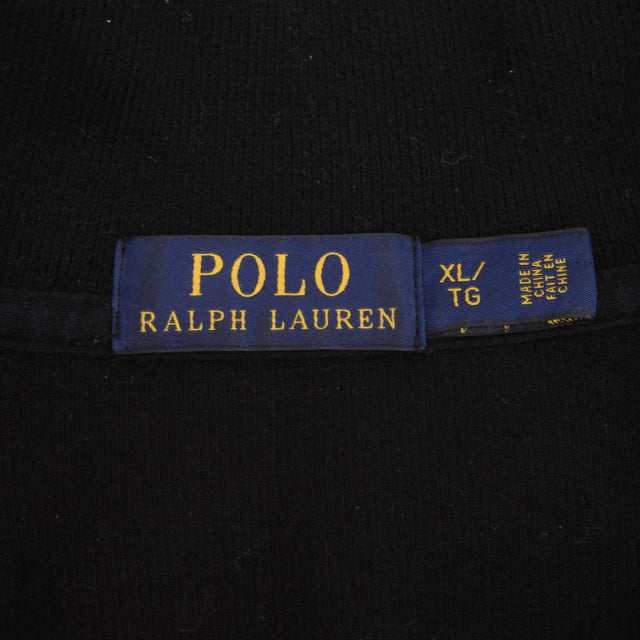 POLO
RALPH LAUREN
XL/
TG
MADE IN
CHINA
FAIT EN
CHINE